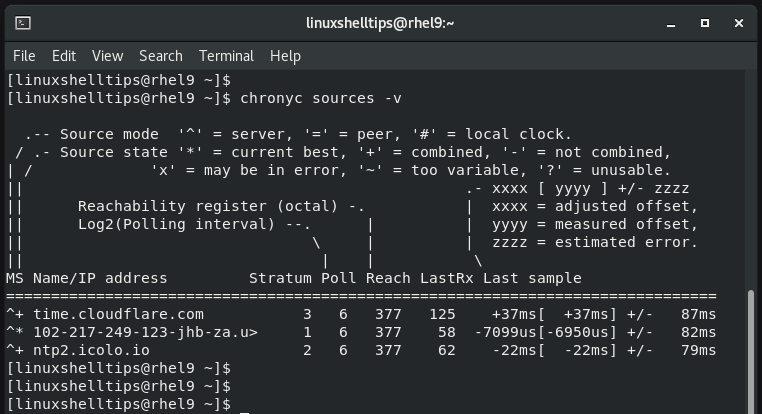 linuxshelltips@rhel9:~
File Edit View Search Terminal Help
[linuxshelltips@rhel9 ~]$
[linuxshelltips@rhel9 ~]$ chronyc sources -v

  .-- Source mode  '^' = server, '=' = peer, '#' = local clock.
 / .- Source state '*' = current best, '+' = combined, '-' = not combined,
| /             'x' = may be in error, '~' = too variable, '?' = unusable.
||                                                 .- xxxx [ yyyy ] +/- zzzz
||      Reachability register (octal) -.           |  xxxx = adjusted offset,
||      Log2(Polling interval) --.      |          |  yyyy = measured offset,
||                                \     |          |  zzzz = estimated error.
||                                 |    |           \
MS Name/IP address         Stratum Poll Reach LastRx Last sample
===============================================================================
^+ time.cloudflare.com           3   6   377   125    +37ms[  +37ms] +/-   87ms
^* 102-217-249-123-jhb-za.u>     1   6   377    58  -7099us[-6950us] +/-   82ms
^+ ntp2.icolo.io                 2   6   377    62    -22ms[  -22ms] +/-   79ms
[linuxshelltips@rhel9 ~]$
[linuxshelltips@rhel9 ~]$
[linuxshelltips@rhel9 ~]$